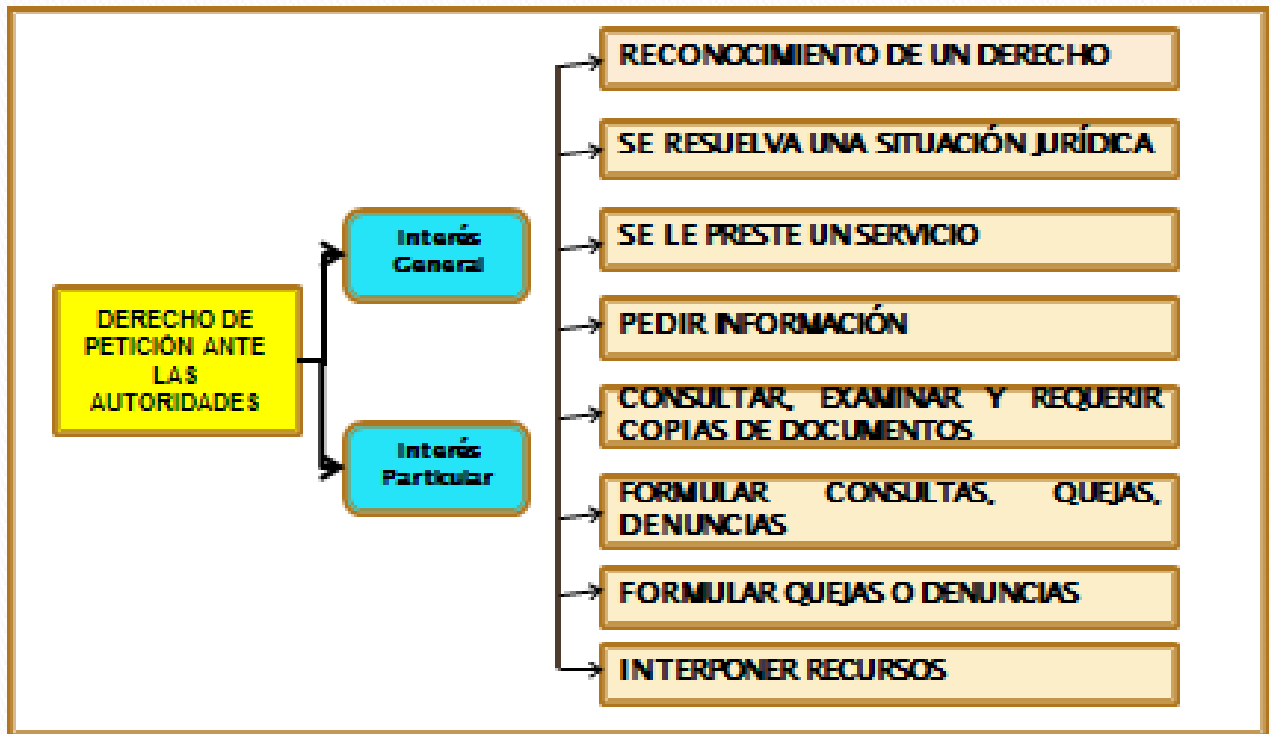 DERECHO DE
PETICIÓN ANTE
LAS
AUTORIDADES
Interés
General
Interés
Particular
RECONOCIMIENTO DE UN DERECHO
SE RESUELVA UNA SITUACIÓN JURÍDICA
SE LE PRESTE UN SERVICIO
PEDIR INFORMACIÓN
CONSULTAR, EXAMINAR Y REQUERIR
COPIAS DE DOCUMENTOS
FORMULAR CONSULTAS, QUEJAS,
DENUNCIAS
FORMULAR QUEJAS O DENUNCIAS
INTERPONER RECURSOS